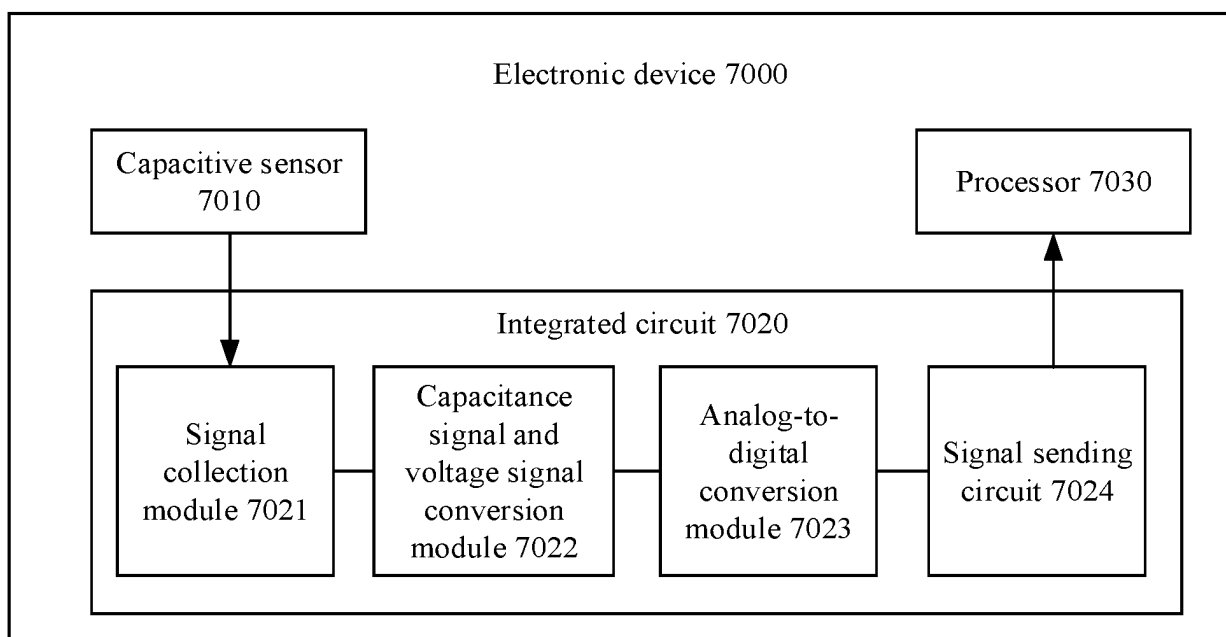 Electronic device 7000
Capacitive sensor
7010
Processor 7030
Integrated circuit 7020
Signal
collection
module 7021
Capacitance
signal and
voltage signal
conversion
module 7022
Analog-to-
digital
conversion
module 7023
Signal sending
circuit 7024